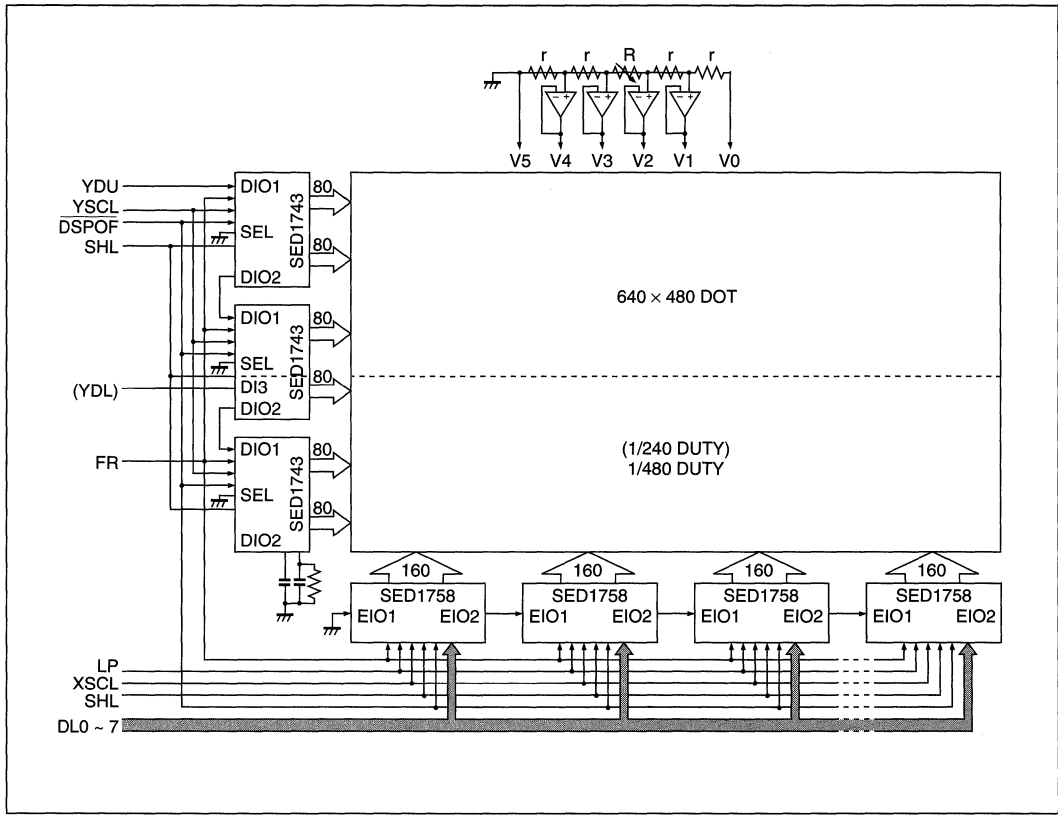 r r R r r
− + − + − + − +
V5 V4 V3 V2 V1 V0
YDU
YSCL
DSPOF
SHL
(YDL)
FR
DIO1
SEL
DIO2
SED1743
80
80
DIO1
SEL
DI3
DIO2
SED1743
80
80
DIO1
SEL
DIO2
SED1743
80
80
640 × 480 DOT
(1/240 DUTY)
1/480 DUTY
160 160 160 160
SED1758 SED1758 SED1758 SED1758
EIO1 EIO2 EIO1 EIO2 EIO1 EIO2 EIO1 EIO2
LP
XSCL
SHL
DL0 ~ 7